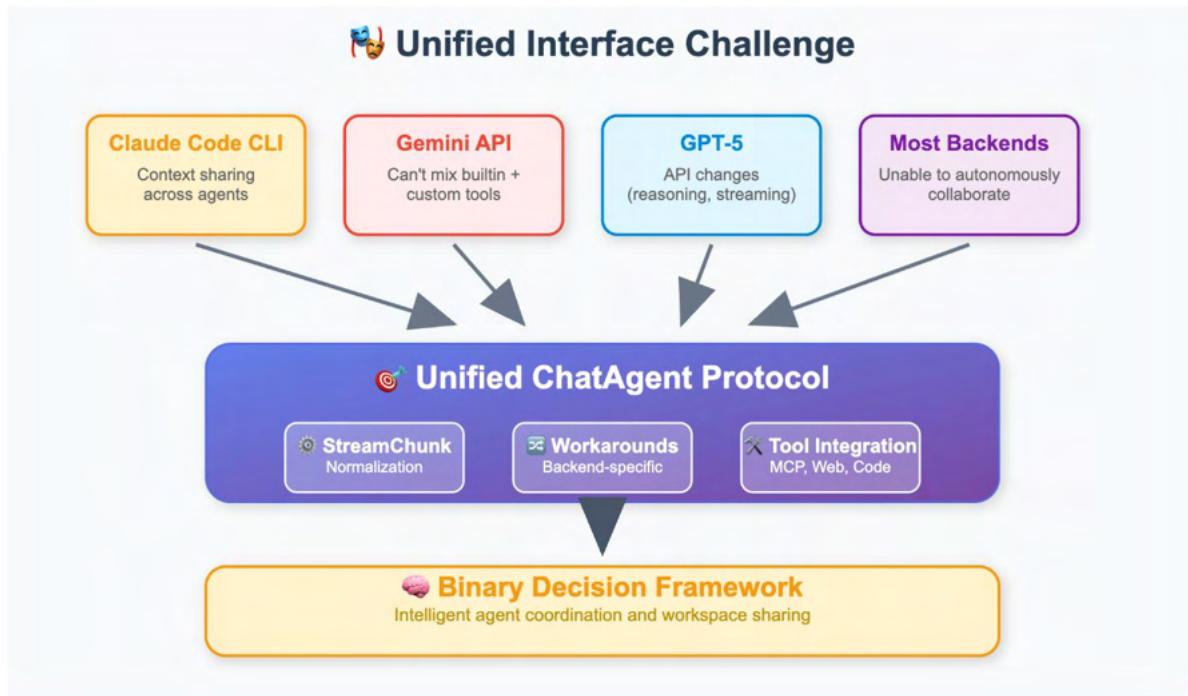 Unified Interface Challenge
Claude Code CLI
Context sharing
across agents
Gemini API
Can't mix builtin +
custom tools
GPT-5
API changes
(reasoning, streaming)
Most Backends
Unable to autonomously
collaborate
Unified ChatAgent Protocol
StreamChunk
Normalization
Workarounds
Backend-specific
Tool Integration
MCP, Web, Code
Binary Decision Framework
Intelligent agent coordination and workspace sharing